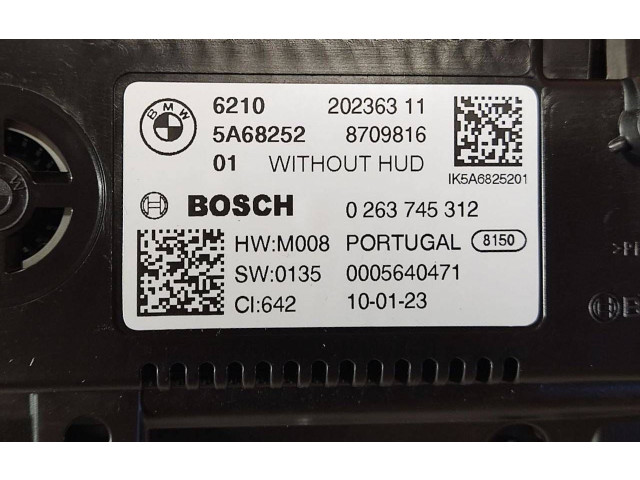 BMW
6210 202363 11
5A68252 8709816
01 WITHOUT HUD
IK5A6825201
BOSCH 0 263 745 312
HW:M008 PORTUGAL 8150
SW:0135 0005640471
CI:642 10-01-23